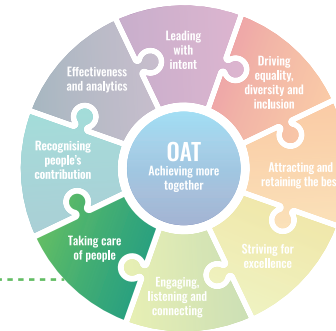 OAT
Achieving more
together
Leading
with
intent
Driving
equality,
diversity and
inclusion
Attracting and
retaining the bes
Striving for
excellence
Engaging,
listening and
connecting
Taking care
of people
Recognising
people's
contribution
Effectiveness
and analytics